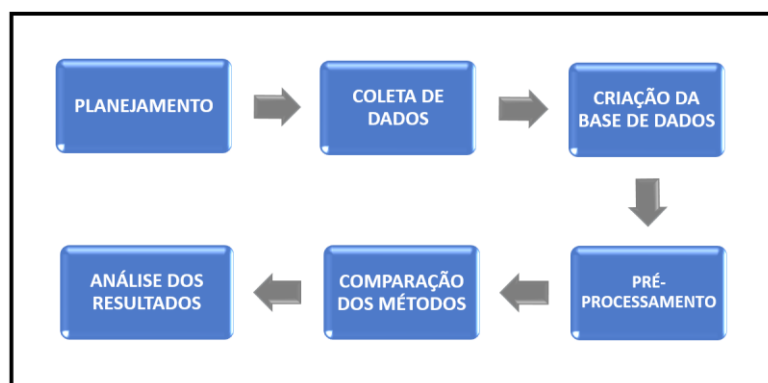 PLANEJAMENTO
COLETA DE
DADOS
CRIAÇÃO DA
BASE DE DADOS
PRÉ-
PROCESSAMENTO
COMPARAÇÃO
DOS MÉTODOS
ANÁLISE DOS
RESULTADOS